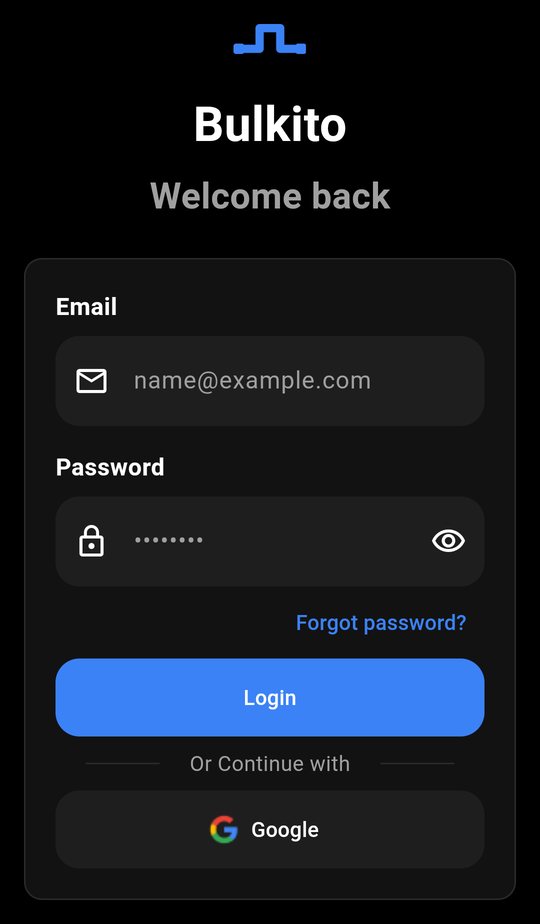 Bulkito
Welcome back
Email
name@example.com
Password
••••••••
Forgot password?
Login
Or Continue with
Google